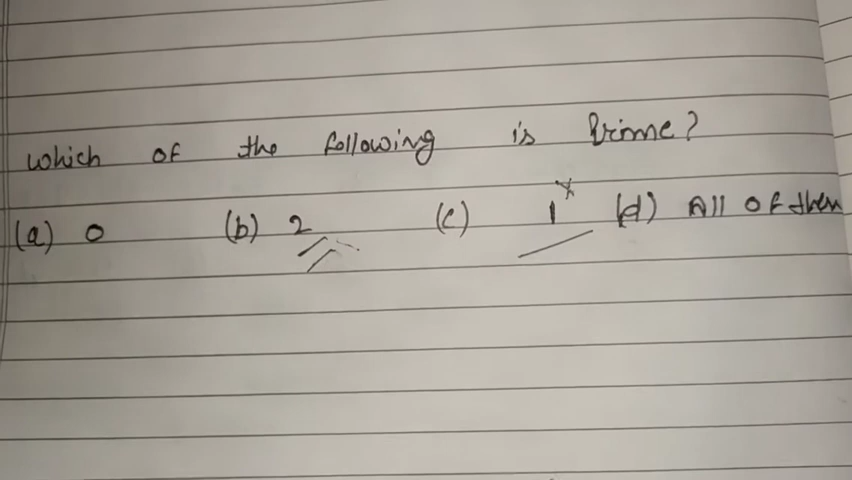 which of the following is Prime?
(a) 0 (b) 2 (c) 1 (d) All of them